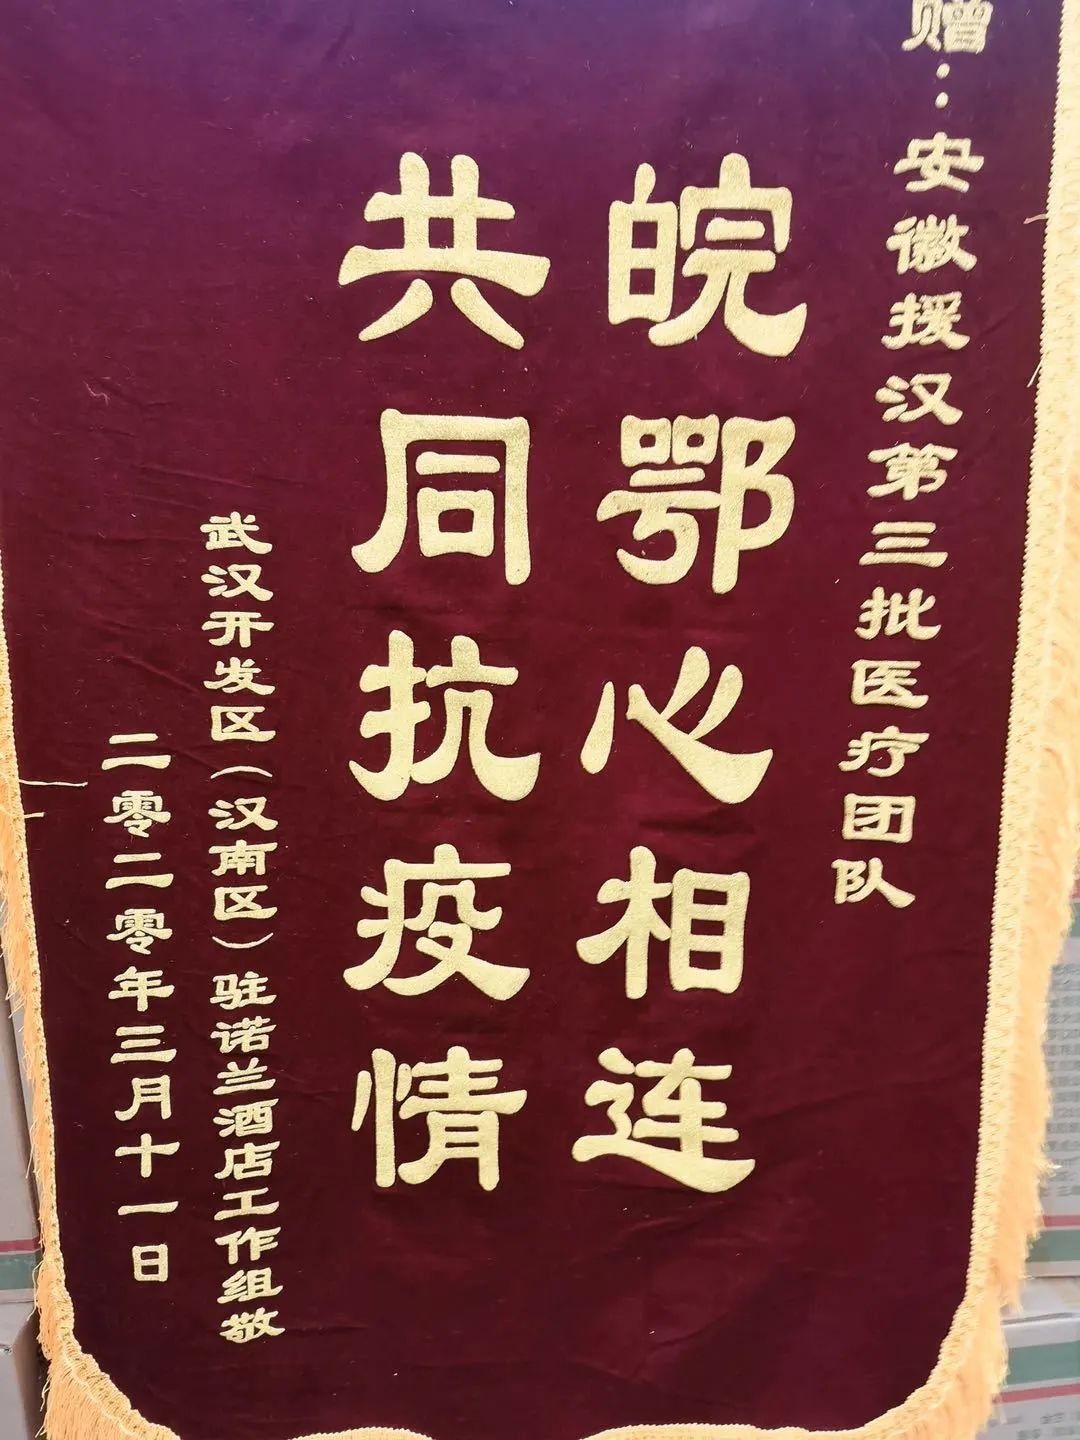 赠：安徽援汉第三批医疗团队
皖鄂心相连
共同抗疫情
武汉开发区（汉南区）驻诺兰酒店工作组敬
二零二零年三月十一日